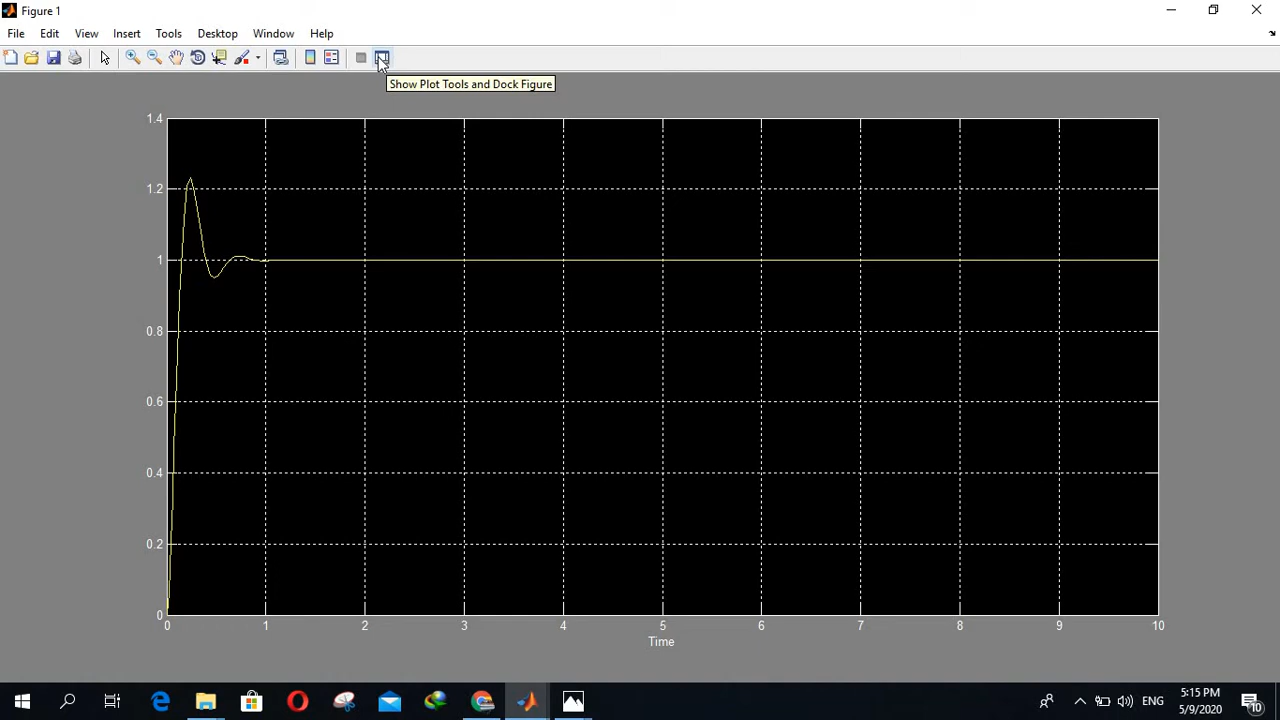 Figure 1
File Edit View Insert Tools Desktop Window Help
Show Plot Tools and Dock Figure
1.4
1.2
1
0.8
0.6
0.4
0.2
0
0 1 2 3 4 5 6 7 8 9 10
Time
ENG
5:15 PM
5/9/2020
10